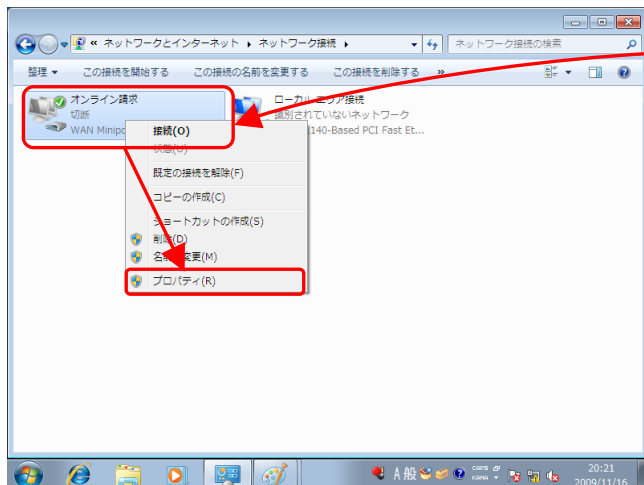 « ネットワークとインターネット ▸ ネットワーク接続 ▸
ネットワーク接続の検索
整理 ▼ この接続を開始する この接続の名前を変更する この接続を削除する »
オンライン請求
切断
WAN Minipo
ローカル エリア接続
識別されていないネットワーク
1140-Based PCI Fast Et...
接続(O)
状態(U)
既定の接続を解除(F)
コピーの作成(C)
ショートカットの作成(S)
削除(D)
名前 変更(M)
プロパティ(R)
A 般
CAPS
KANA
20:21
2009/11/16